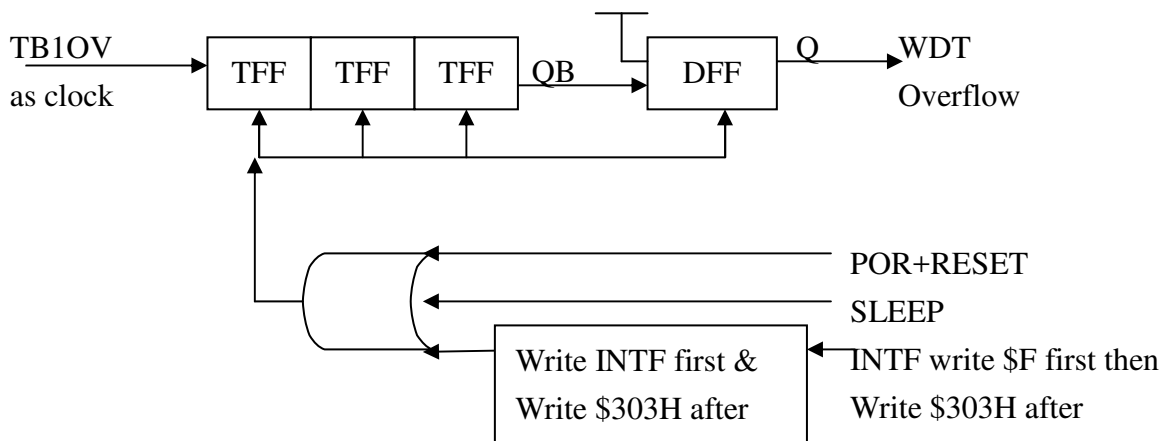 TB1OV
as clock
TFF
TFF
TFF
QB
DFF
Q
WDT
Overflow
POR+RESET
SLEEP
Write INTF first &
Write $303H after
INTF write $F first then
Write $303H after